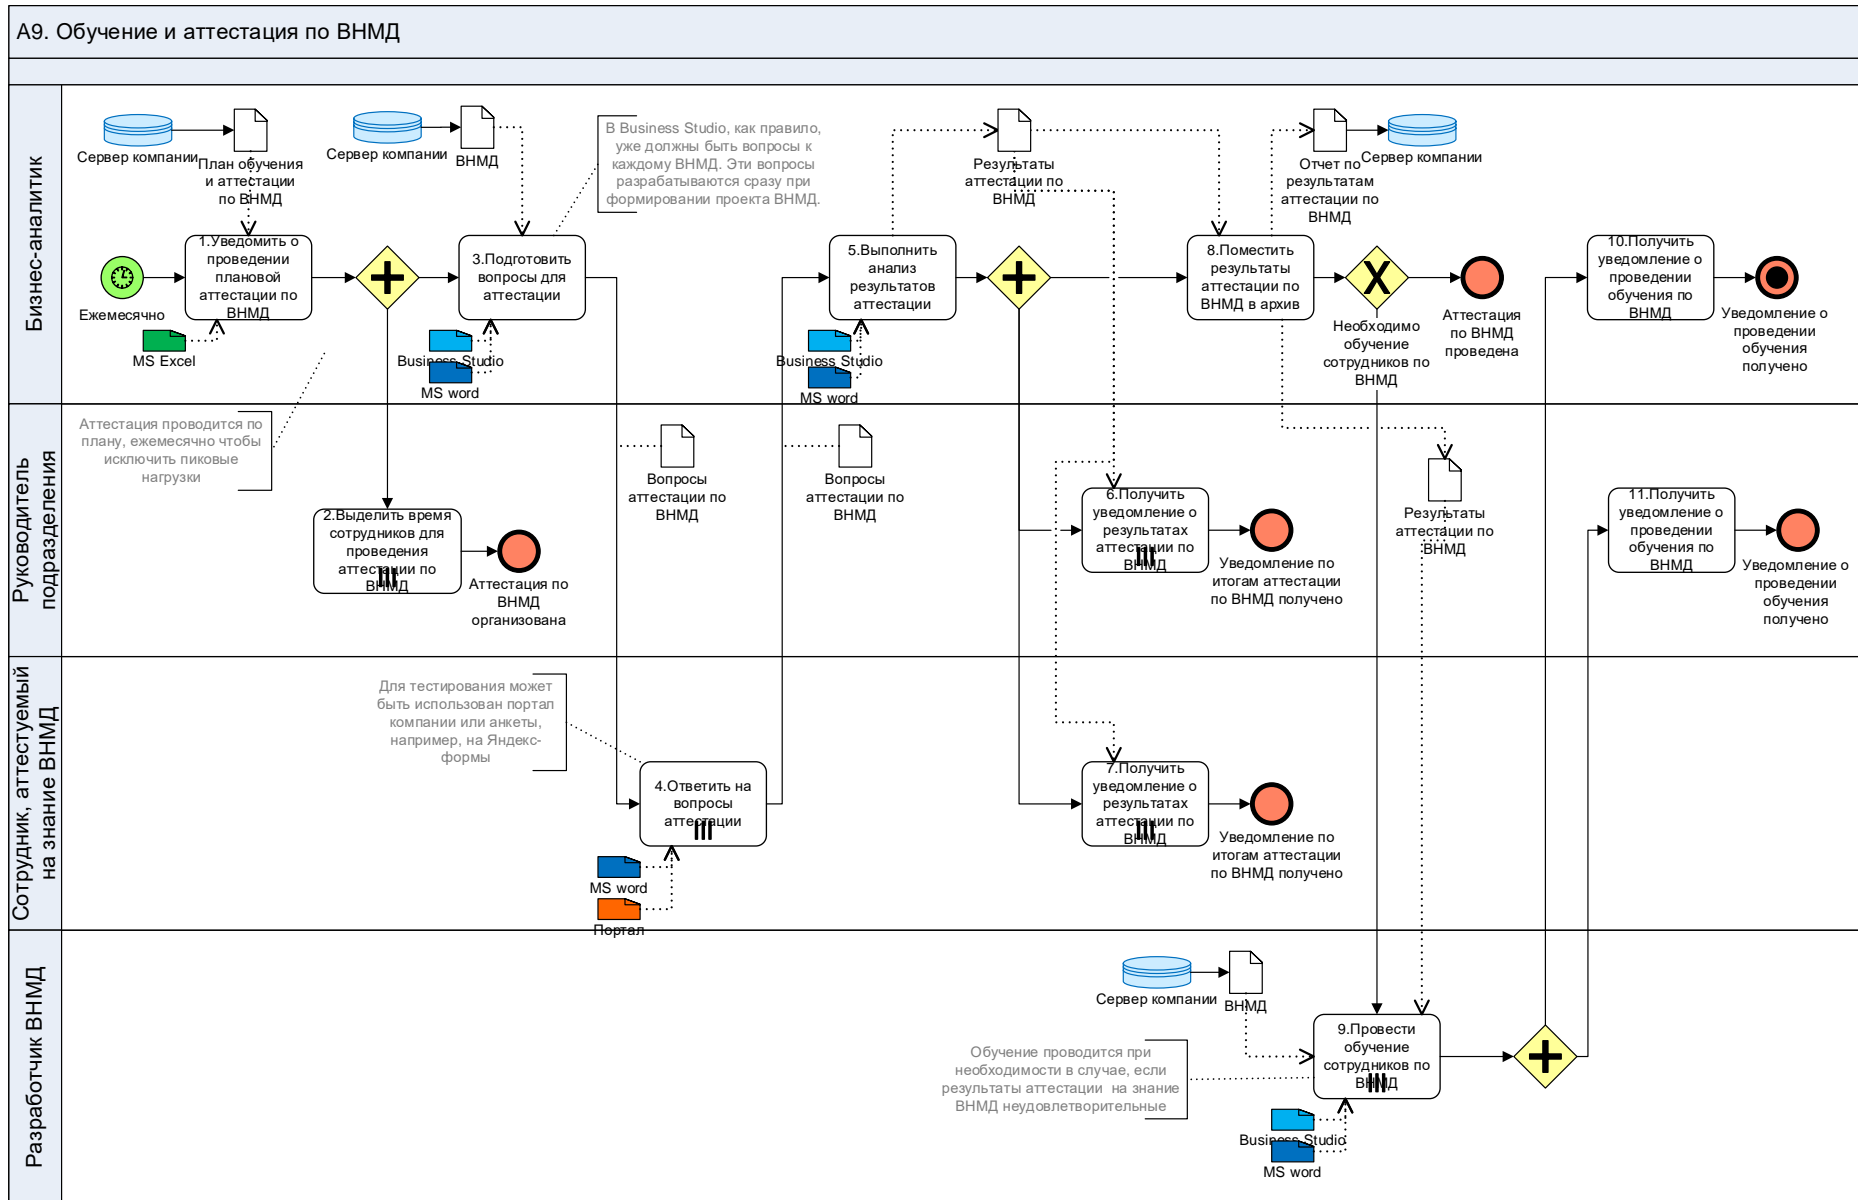 A9. Обучение и аттестация по ВНМД
Бизнес-аналитик
Сервер компании
План обучения
и аттестации
по ВНМД
Сервер компании
ВНМД
В Business Studio, как правило,
уже должны быть вопросы к
каждому ВНМД. Эти вопросы
разрабатываются сразу при
формировании проекта ВНМД.
Результаты
аттестации по
ВНМД
Отчет по
результатам
аттестации по
ВНМД
Сервер компании
Ежемесячно
1.Уведомить о
проведении
плановой
аттестации по
ВНМД
MS Excel
3.Подготовить
вопросы для
аттестации
Business Studio
MS word
5.Выполнить
анализ
результатов
аттестации
Business Studio
MS word
8.Поместить
результаты
аттестации по
ВНМД в архив
Необходимо
обучение
сотрудников по
ВНМД
Аттестация
по ВНМД
проведена
10.Получить
уведомление о
проведении
обучения по
ВНМД
Уведомление о
проведении
обучения
получено
Руководитель
подразделения
Аттестация проводится по
плану, ежемесячно чтобы
исключить пиковые
нагрузки
2.Выделить время
сотрудников для
проведения
аттестации по
ВНМД
Аттестация по
ВНМД
организована
Вопросы
аттестации по
ВНМД
Вопросы
аттестации по
ВНМД
6.Получить
уведомление о
результатах
аттестации по
ВНМД
Уведомление по
итогам аттестации
по ВНМД получено
Результаты
аттестации по
ВНМД
11.Получить
уведомление о
проведении
обучения по
ВНМД
Уведомление о
проведении
обучения
получено
Сотрудник, аттестуемый
на знание ВНМД
Для тестирования может
быть использован портал
компании или анкеты,
например, на Яндекс-
формы
4.Ответить на
вопросы
аттестации
MS word
Портал
7.Получить
уведомление о
результатах
аттестации по
ВНМД
Уведомление по
итогам аттестации
по ВНМД получено
Разработчик ВНМД
Сервер компании
ВНМД
Обучение проводится при
необходимости в случае, если
результаты аттестации  на знание
ВНМД неудовлетворительные
9.Провести
обучение
сотрудников по
ВНМД
Business Studio
MS word